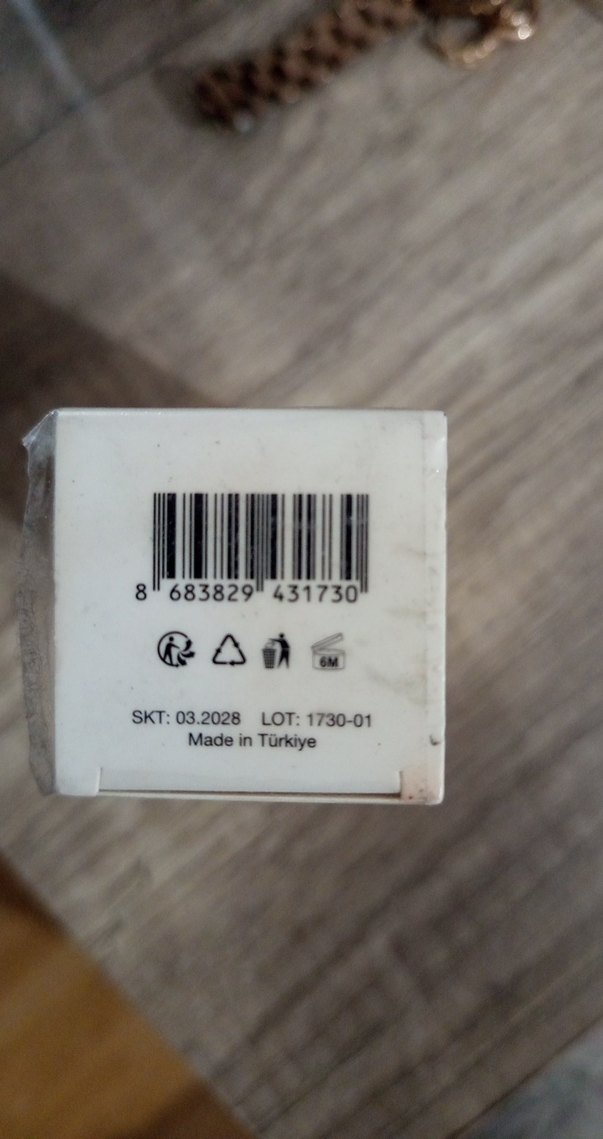 8 683829 431730
6M
SKT: 03.2028 LOT: 1730-01
Made in Türkiye